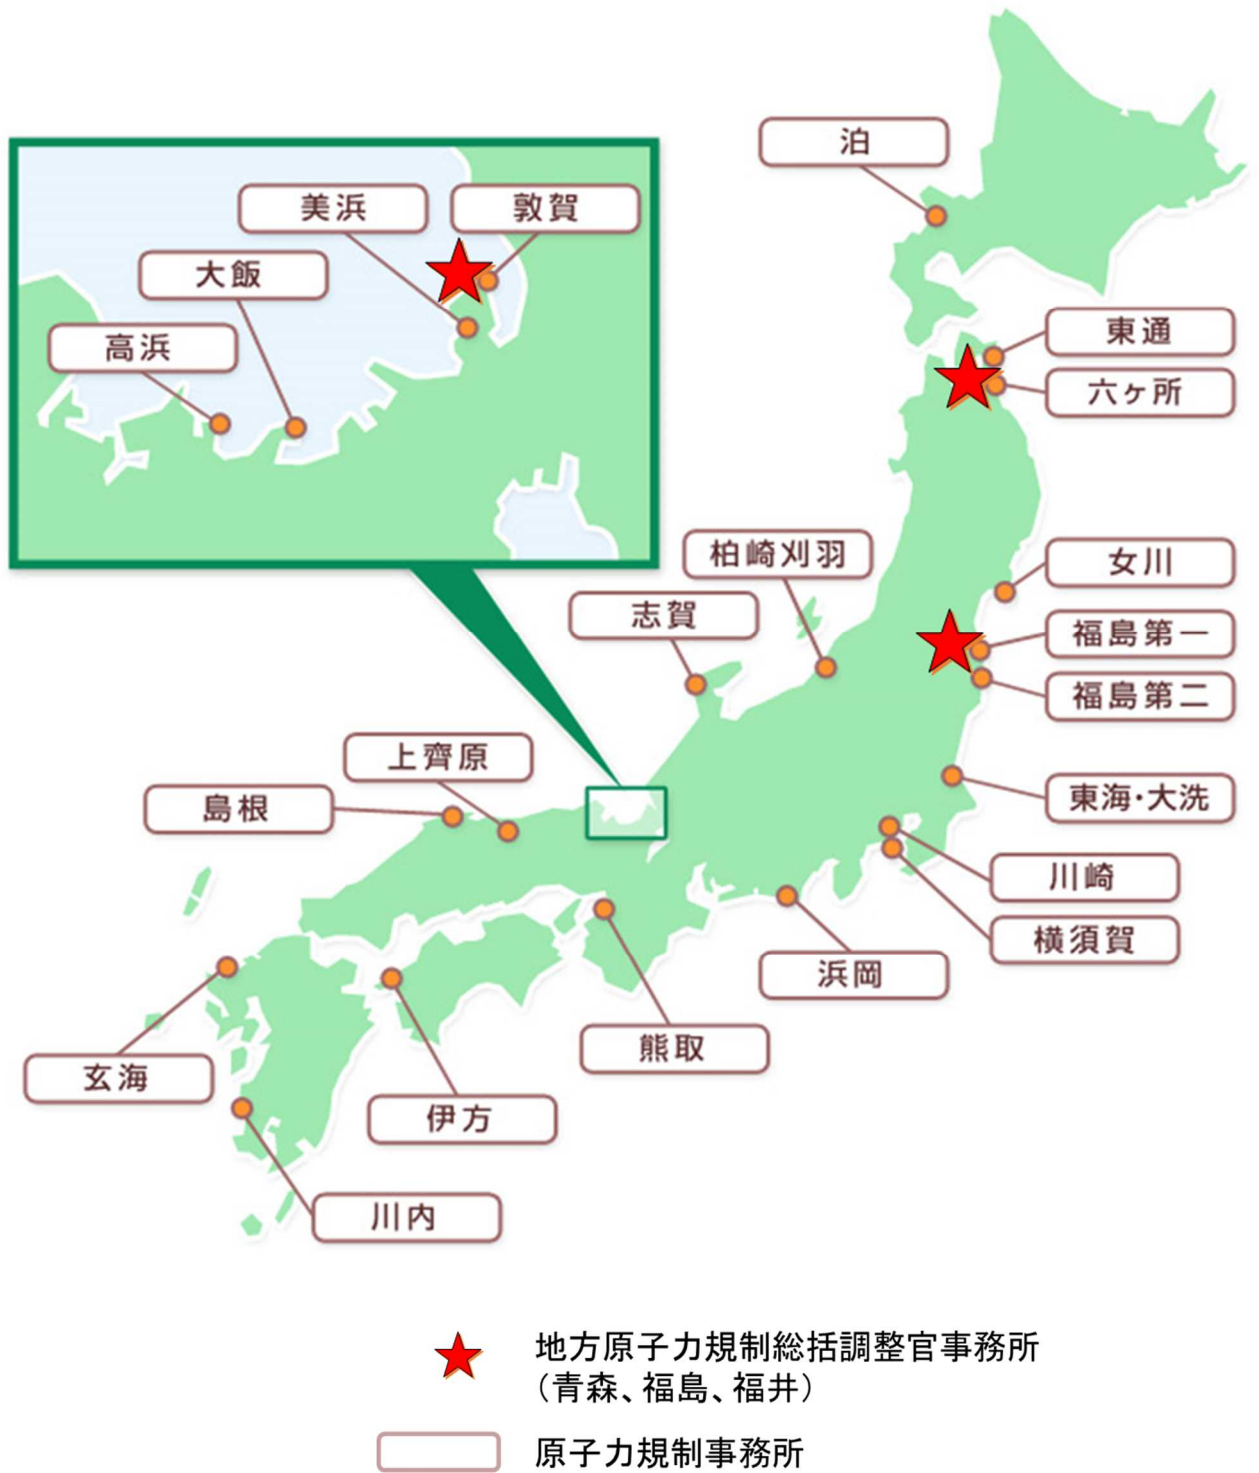 泊
美浜
敦賀
大飯
高浜
東通
六ヶ所
柏崎刈羽
女川
志賀
福島第一
福島第二
上齊原
島根
東海・大洗
川崎
横須賀
浜岡
熊取
玄海
伊方
川内
地方原子力規制総括調整官事務所
（青森、福島、福井）
原子力規制事務所